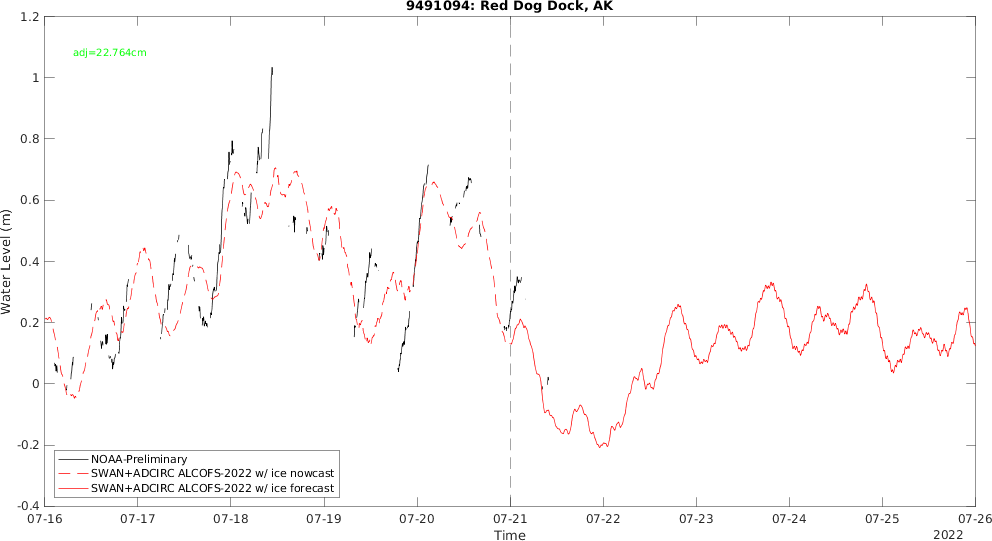 9491094: Red Dog Dock, AK
adj=22.764cm
1.2
1
0.8
0.6
0.4
0.2
0
-0.2
-0.4
Water Level (m)
NOAA-Preliminary
SWAN+ADCIRC ALCOFS-2022 w/ ice nowcast
SWAN+ADCIRC ALCOFS-2022 w/ ice forecast
07-16 07-17 07-18 07-19 07-20 07-21 07-22 07-23 07-24 07-25 07-26
Time
2022